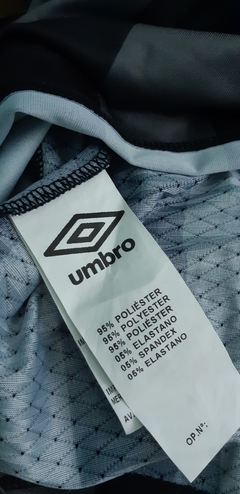 umbro
95% POLIÉSTER
95% POLYESTER
95% POLIÉSTER
05% ELASTANO
05% SPANDEX
05% ELASTANO
OP.Nº: